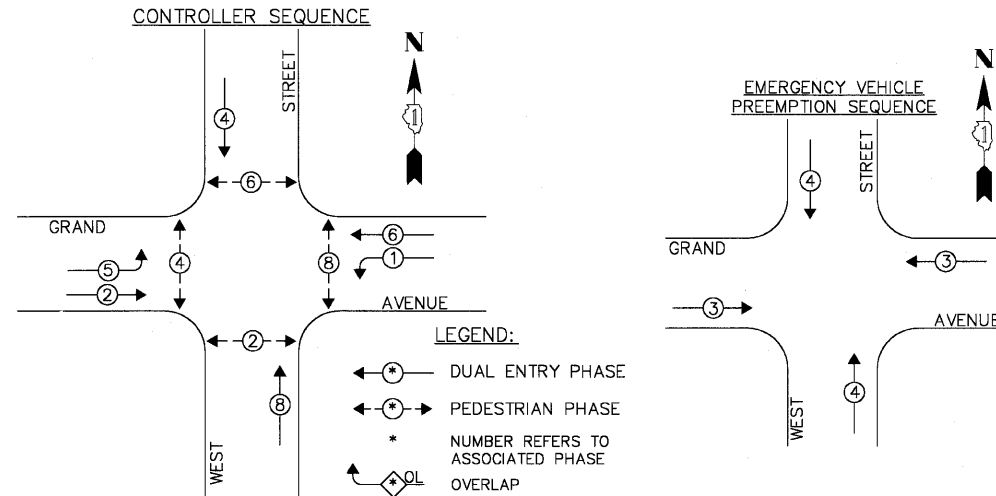 CONTROLLER SEQUENCE
STREET
N
1
4
6
GRAND
6
1
5
4
8
2
AVENUE
2
LEGEND:
* DUAL ENTRY PHASE
* PEDESTRIAN PHASE
* NUMBER REFERS TO
ASSOCIATED PHASE
* OL OVERLAP
8
WEST
N
EMERGENCY VEHICLE
PREEMPTION SEQUENCE
1
STREET
4
GRAND
3
3
AVENUE
4
WEST